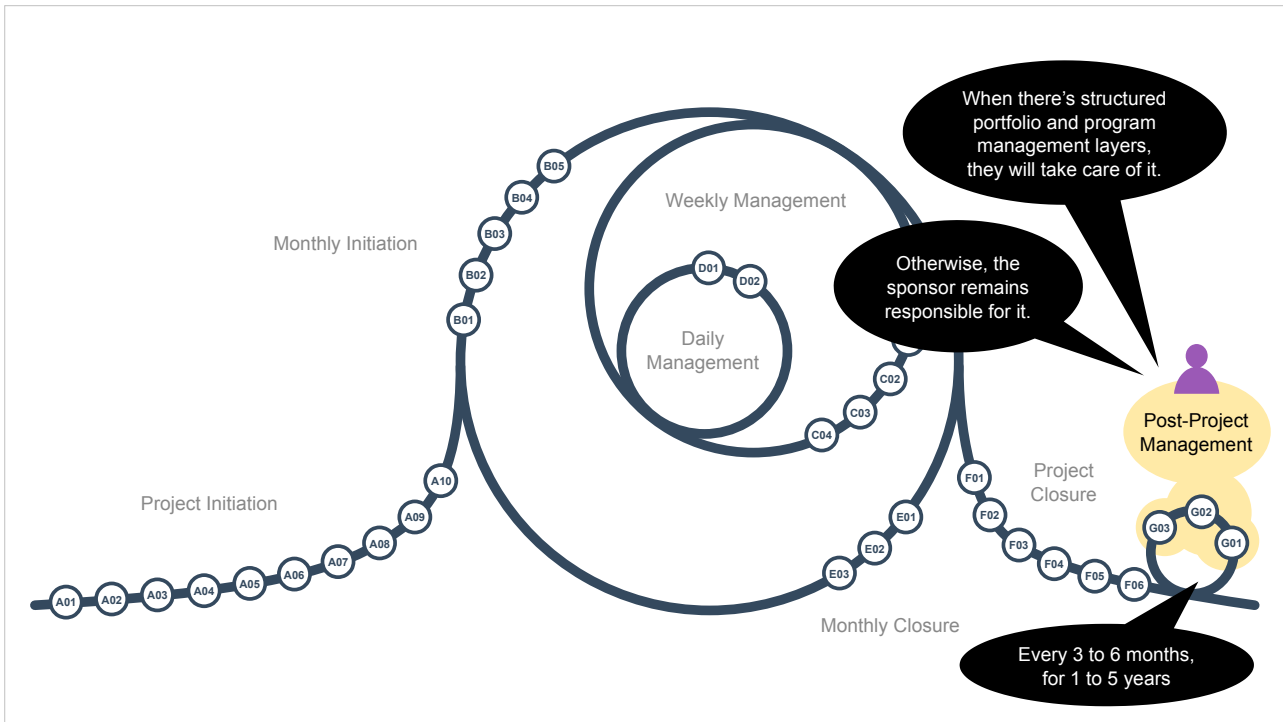 When there's structured
portfolio and program
management layers,
they will take care of it.
B05
B04
Weekly Management
B03
Monthly Initiation
Otherwise, the
sponsor remains
responsible for it.
D01
B02
D02
B01
Daily
Management
C02
C03
Post-Project
Management
C04
Project
Closure
A10
F01
Project Initiation
G02
A09
E01
F02
G03
G01
A08
E02
F03
A07
F04
A06
E03
F05
A05
F06
A04
A03
A02
A01
Monthly Closure
Every 3 to 6 months,
for 1 to 5 years